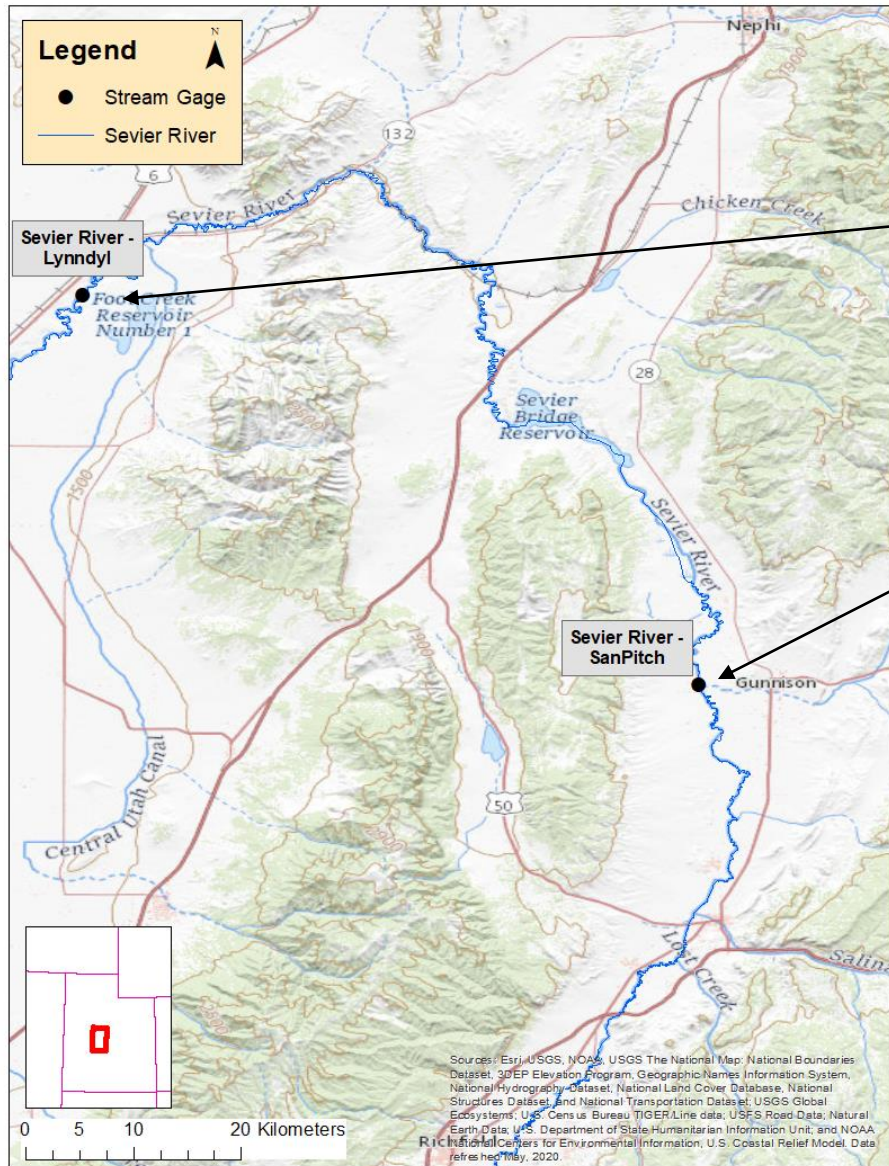 Legend
N
Stream Gage
Sevier River
Nephi
132
6
Sevier River
Chicken Creek
Sevier River -
Lynndyl
Fool Creek
Reservoir
Number 1
28
Sevier
Bridge
Reservoir
1500
Sevier River
Sevier River -
SanPitch
Gunnison
1900
Central Utah Canal
50
Lost Creek
Salina
Sources: Esri, USGS, NOAA, USGS The National Map: National Boundaries
Dataset, 3DEP Elevation Program, Geographic Names Information System,
National Hydrography Dataset, National Land Cover Database, National
Structures Dataset, and National Transportation Dataset; USGS Global
Ecosystems; U.S. Census Bureau TIGER/Line data; USFS Road Data; Natural
Earth Data; U.S. Department of State Humanitarian Information Unit; and NOAA
National Centers for Environmental Information, U.S. Coastal Relief Model. Data
refreshed May, 2020.
0 5 10 20 Kilometers
Richfield